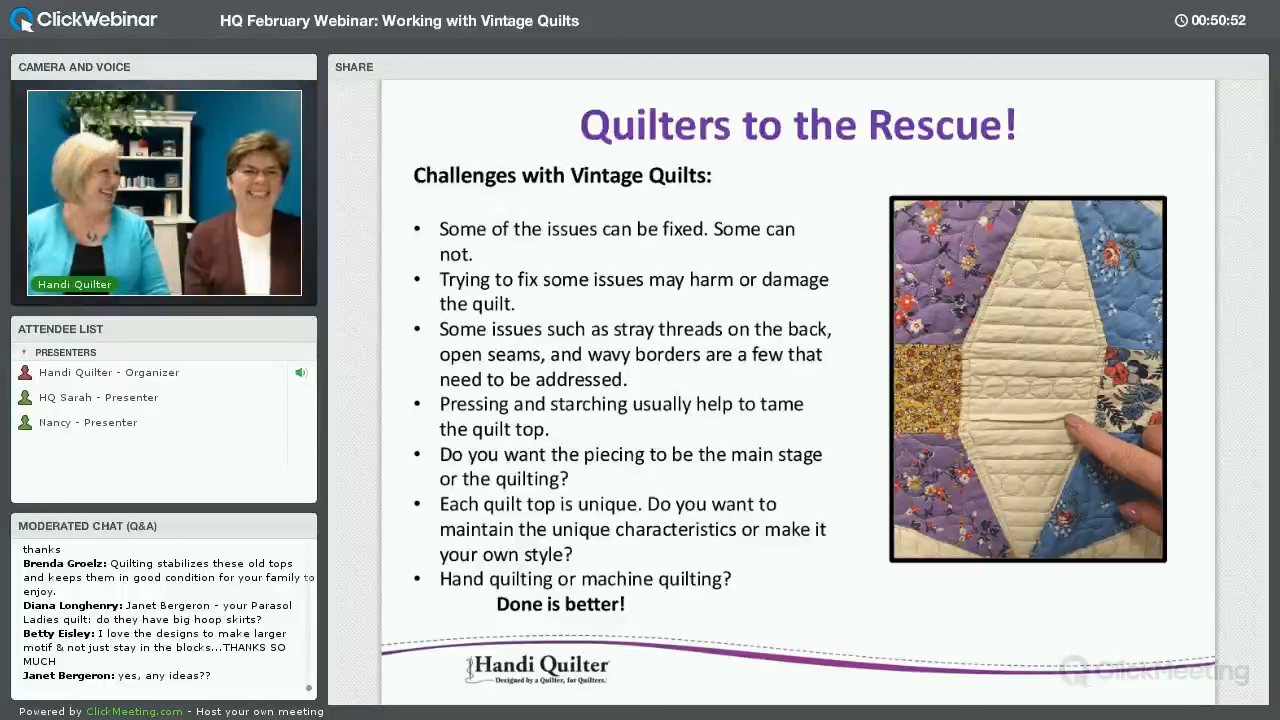 ClickWebinar
HQ February Webinar: Working with Vintage Quilts
00:50:52
CAMERA AND VOICE
Handi Quilter
ATTENDEE LIST
PRESENTERS
Handi Quilter - Organizer
HQ Sarah - Presenter
Nancy - Presenter
MODERATED CHAT (Q&A)
thanks
Brenda Groelz: Quilting stabilizes these old tops
and keeps them in good condition for your family to
enjoy.
Diana Longhenry: Janet Bergeron - your Parasol
Ladies quilt: do they have big hoop skirts?
Betty Eisley: I love the designs to make larger
motif & not just stay in the blocks...THANKS SO
MUCH
Janet Bergeron: yes, any ideas??
Powered by ClickMeeting.com - Host your own meeting
SHARE
Quilters to the Rescue!
Challenges with Vintage Quilts:
• Some of the issues can be fixed. Some can
not.
• Trying to fix some issues may harm or damage
the quilt.
• Some issues such as stray threads on the back,
open seams, and wavy borders are a few that
need to be addressed.
• Pressing and starching usually help to tame
the quilt top.
• Do you want the piecing to be the main stage
or the quilting?
• Each quilt top is unique. Do you want to
maintain the unique characteristics or make it
your own style?
• Hand quilting or machine quilting?
Done is better!
Handi Quilter
Designed by a Quilter, for Quilters.
ClickMeeting